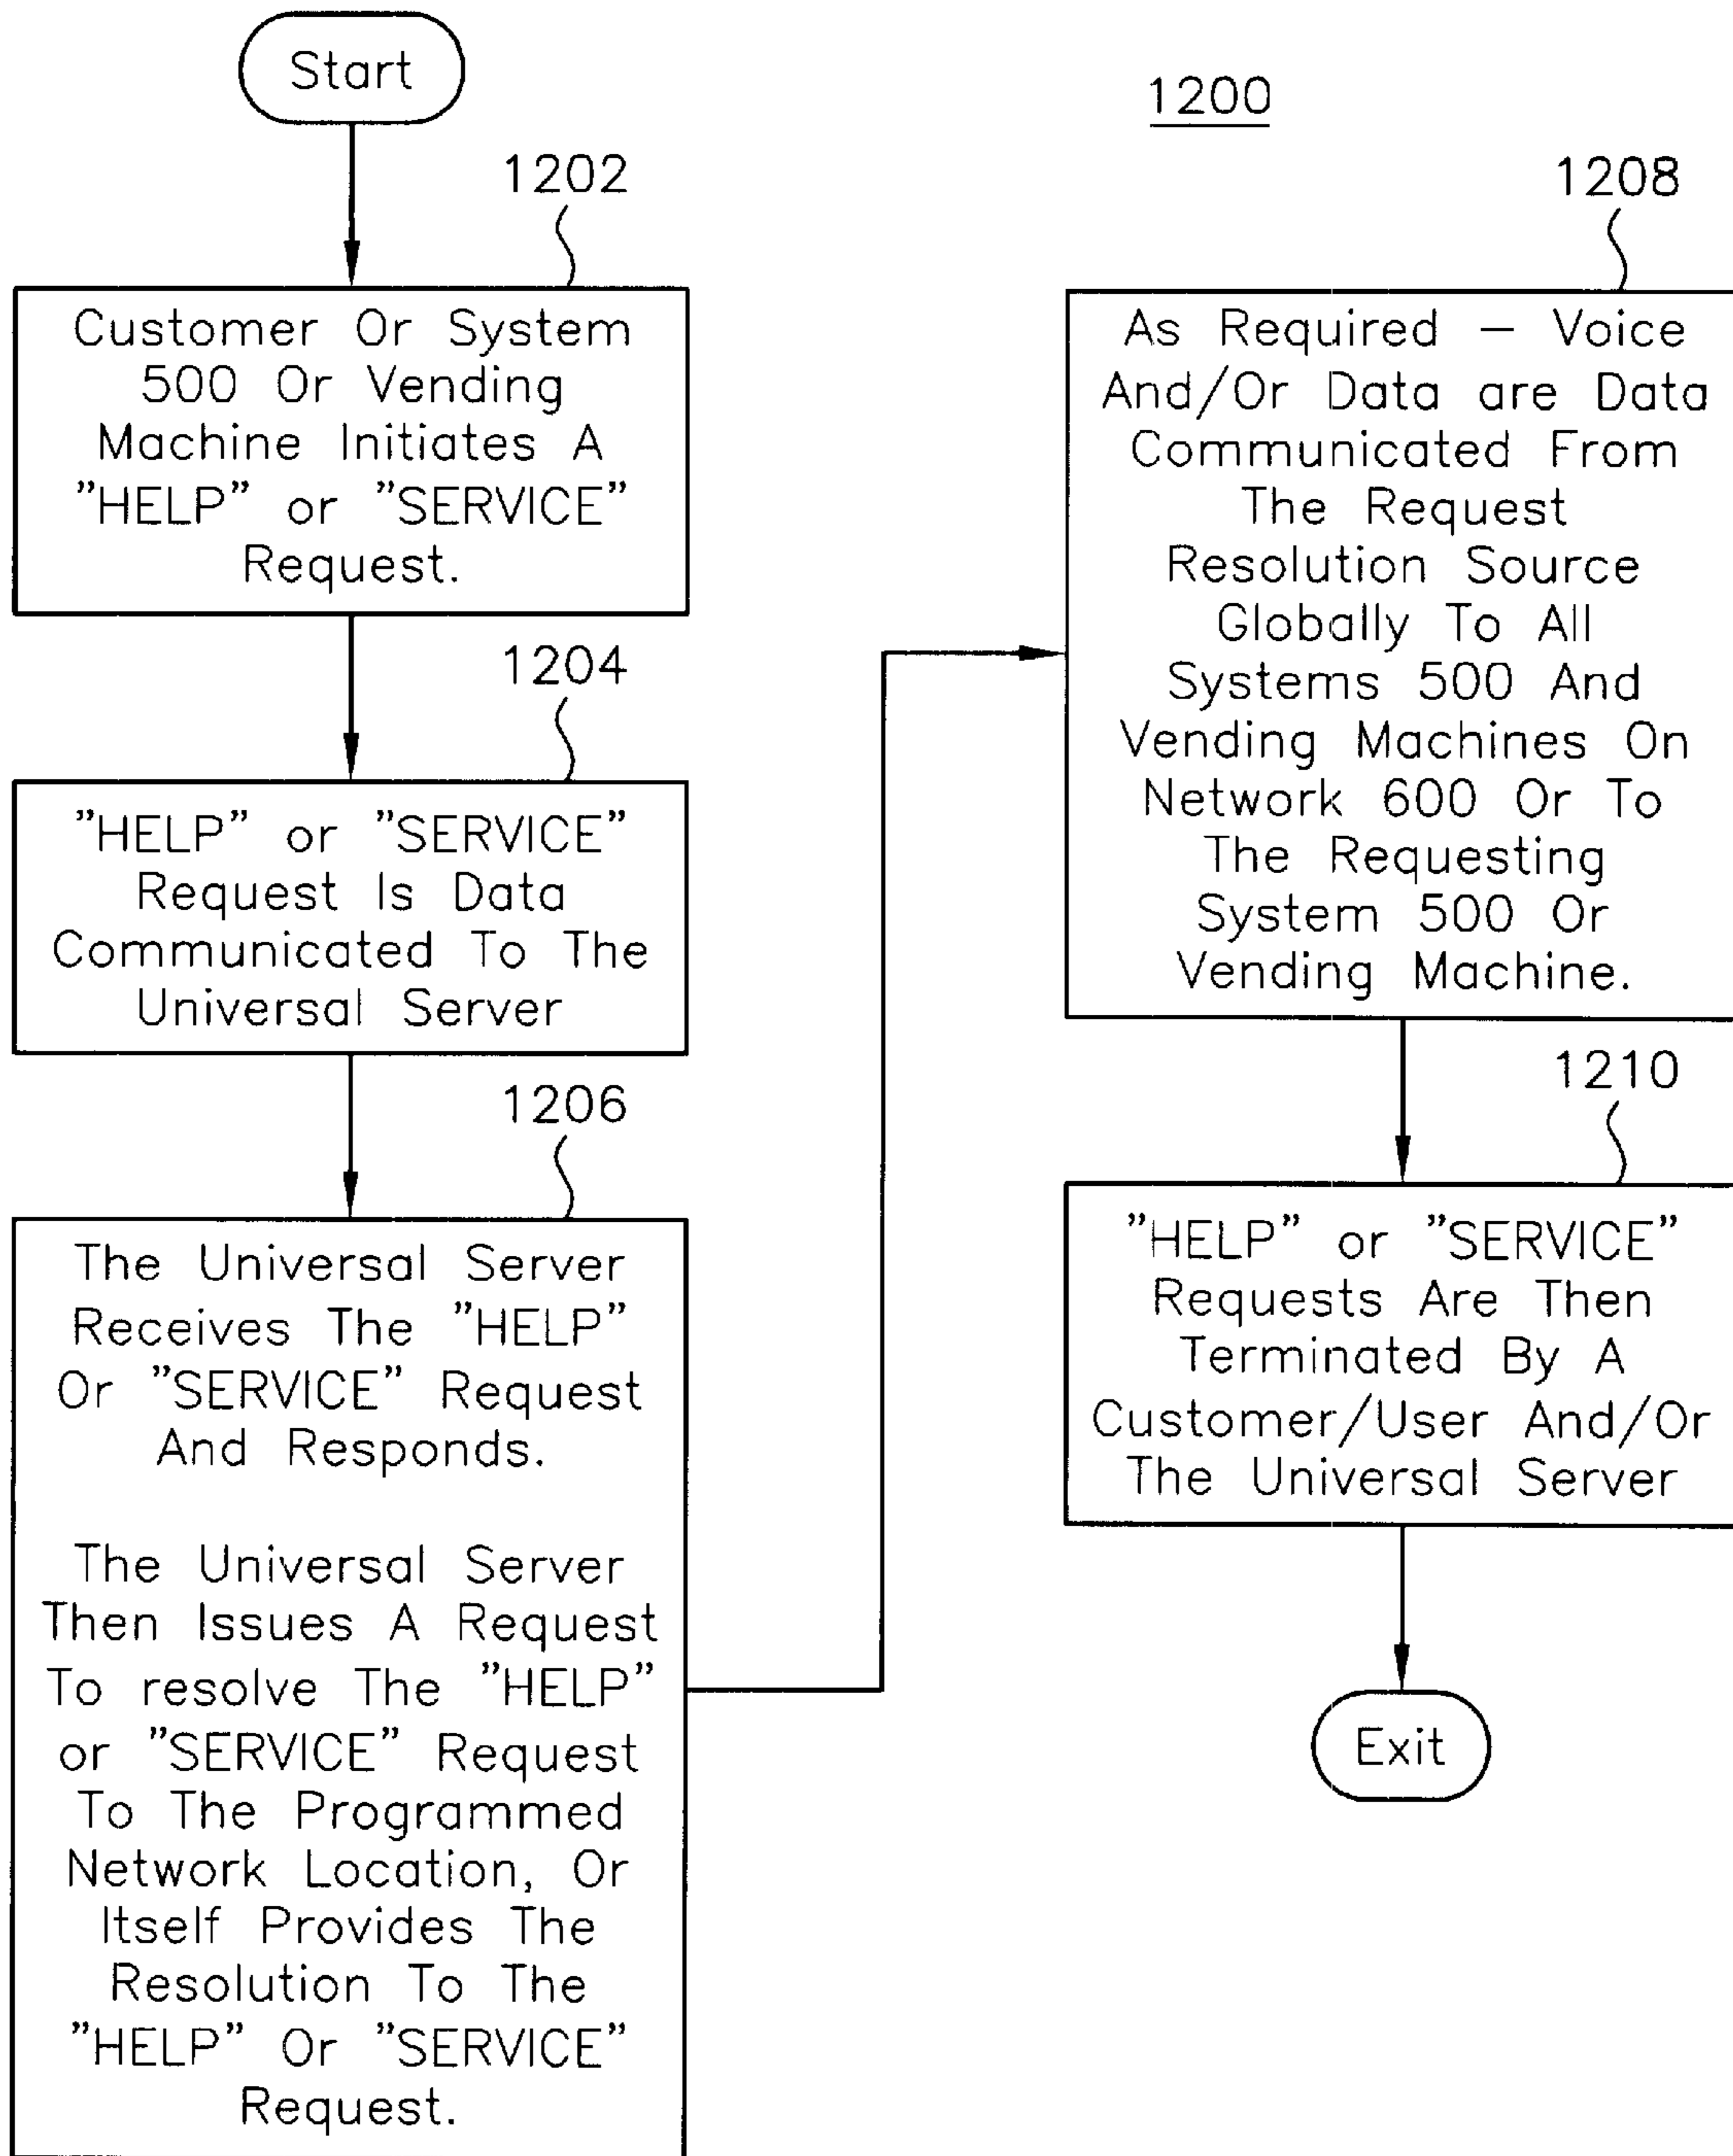 Start
1200
1202
Customer Or System
500 Or Vending
Machine Initiates A
"HELP" or "SERVICE"
Request.
1204
"HELP" or "SERVICE"
Request Is Data
Communicated To The
Universal Server
1206
The Universal Server
Receives The "HELP"
Or "SERVICE" Request
And Responds.
The Universal Server
Then Issues A Request
To resolve The "HELP"
or "SERVICE" Request
To The Programmed
Network Location, Or
Itself Provides The
Resolution To The
"HELP" Or "SERVICE"
Request.
1208
As Required – Voice
And/Or Data are Data
Communicated From
The Request
Resolution Source
Globally To All
Systems 500 And
Vending Machines On
Network 600 Or To
The Requesting
System 500 Or
Vending Machine.
1210
"HELP" or "SERVICE"
Requests Are Then
Terminated By A
Customer/User And/Or
The Universal Server
Exit